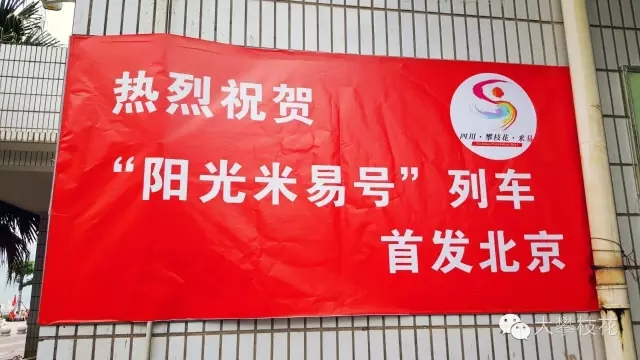 热烈祝贺
四川·攀枝花·米易
“阳光米易号”列车
首发北京
大攀枝花